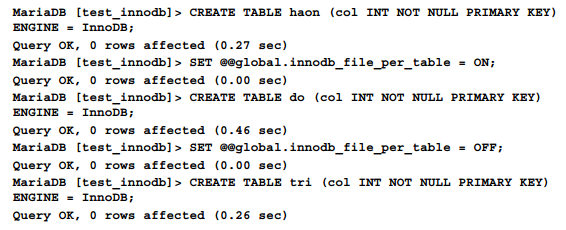 MariaDB [test_innodb]> CREATE TABLE haon (col INT NOT NULL PRIMARY KEY)
ENGINE = InnoDB;
Query OK, 0 rows affected (0.27 sec)
MariaDB [test_innodb]> SET @@global.innodb_file_per_table = ON;
Query OK, 0 rows affected (0.00 sec)
MariaDB [test_innodb]> CREATE TABLE do (col INT NOT NULL PRIMARY KEY)
ENGINE = InnoDB;
Query OK, 0 rows affected (0.46 sec)
MariaDB [test_innodb]> SET @@global.innodb_file_per_table = OFF;
Query OK, 0 rows affected (0.00 sec)
MariaDB [test_innodb]> CREATE TABLE tri (col INT NOT NULL PRIMARY KEY)
ENGINE = InnoDB;
Query OK, 0 rows affected (0.26 sec)